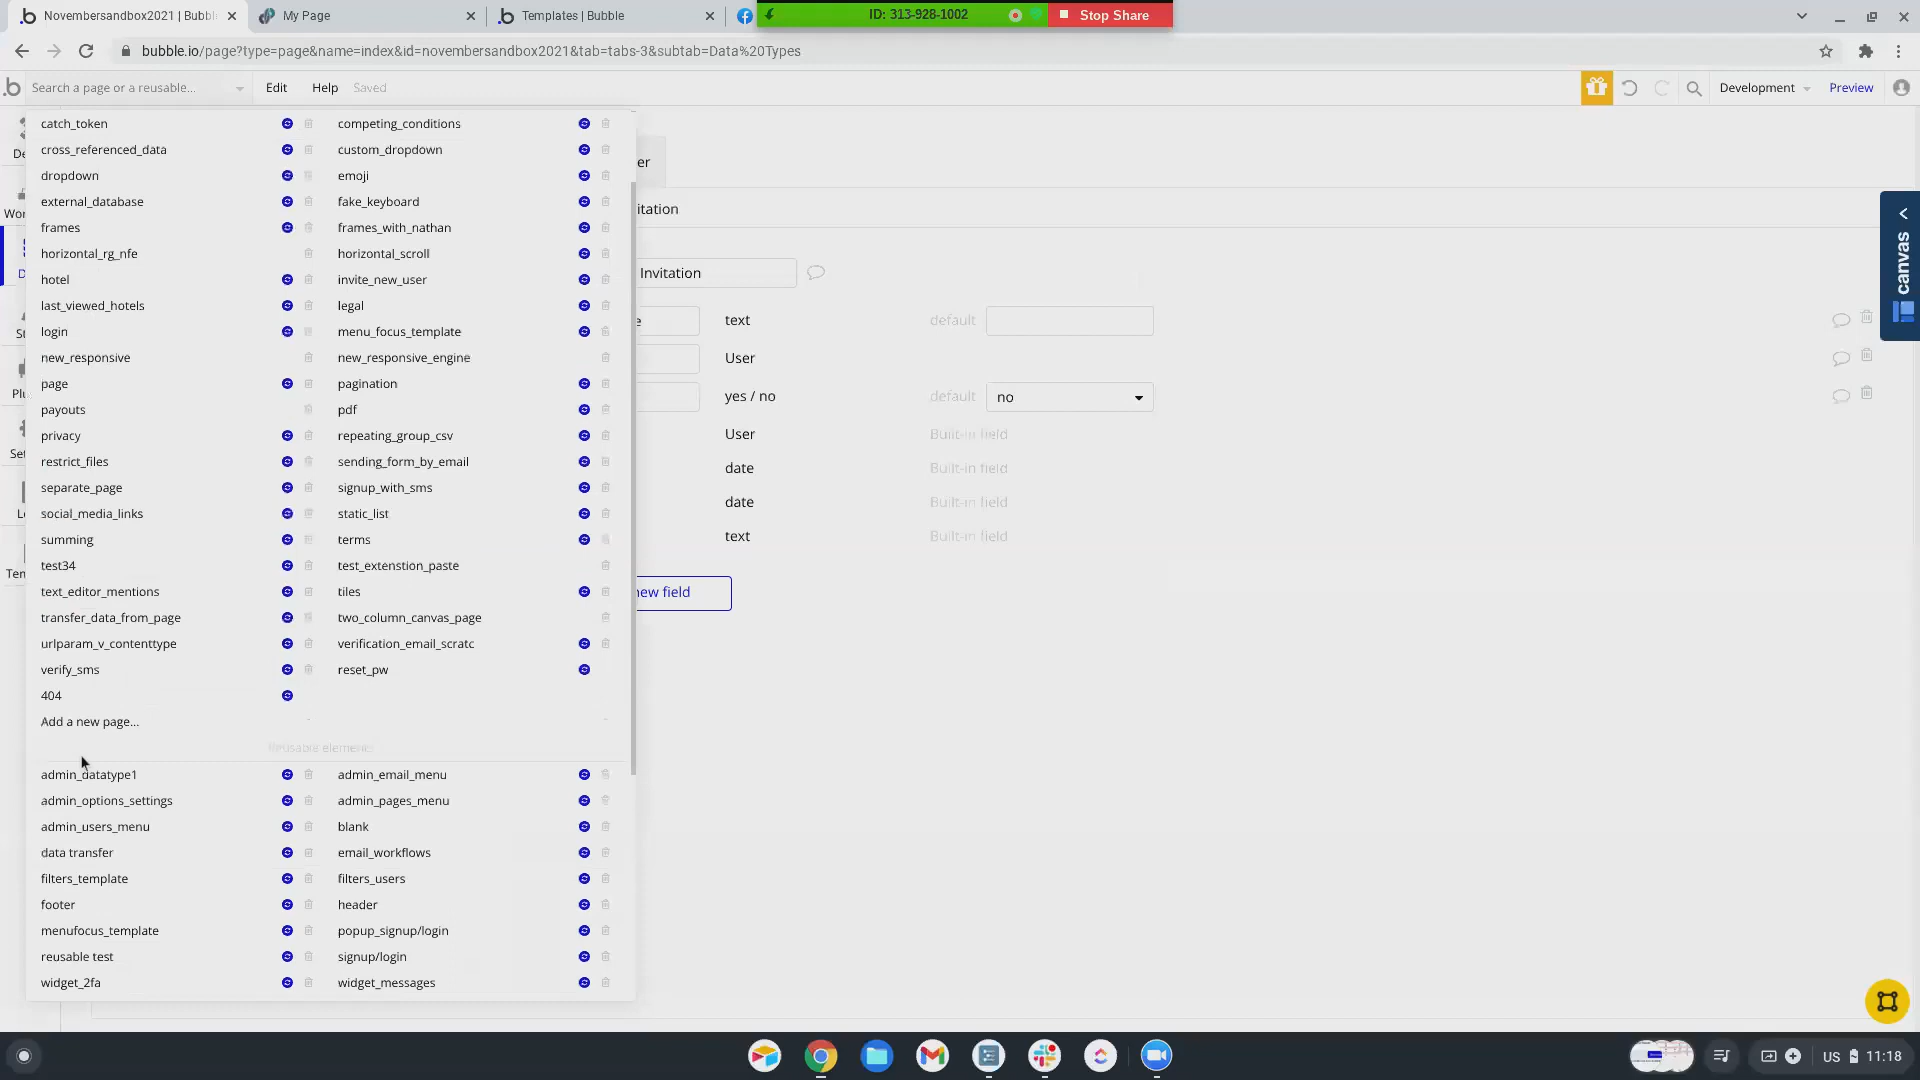 Novembersandbox2021 | Bubbl
My Page
Templates | Bubble
ID: 313-928-1002
Stop Share
bubble.io/page?type=page&name=index&id=novembersandbox2021&tab=tabs-3&subtab=Data%20Types
Search a page or a reusable...
Edit
Help
Saved
Development
Preview
catch_token
competing_conditions
cross_referenced_data
custom_dropdown
dropdown
emoji
external_database
fake_keyboard
frames
frames_with_nathan
horizontal_rg_nfe
horizontal_scroll
hotel
invite_new_user
last_viewed_hotels
legal
login
menu_focus_template
new_responsive
new_responsive_engine
page
pagination
payouts
pdf
privacy
repeating_group_csv
restrict_files
sending_form_by_email
separate_page
signup_with_sms
social_media_links
static_list
summing
terms
test34
test_extenstion_paste
text_editor_mentions
tiles
transfer_data_from_page
two_column_canvas_page
urlparam_v_contenttype
verification_email_scratc
verify_sms
reset_pw
404
Add a new page...
Reusable elements
admin_datatype1
admin_email_menu
admin_options_settings
admin_pages_menu
admin_users_menu
blank
data transfer
email_workflows
filters_template
filters_users
footer
header
menufocus_template
popup_signup/login
reusable test
signup/login
widget_2fa
widget_messages
er
itation
Invitation
e
text
default
User
yes / no
default
no
User
Built-in field
date
Built-in field
date
Built-in field
text
Built-in field
new field
canvas
US
11:18